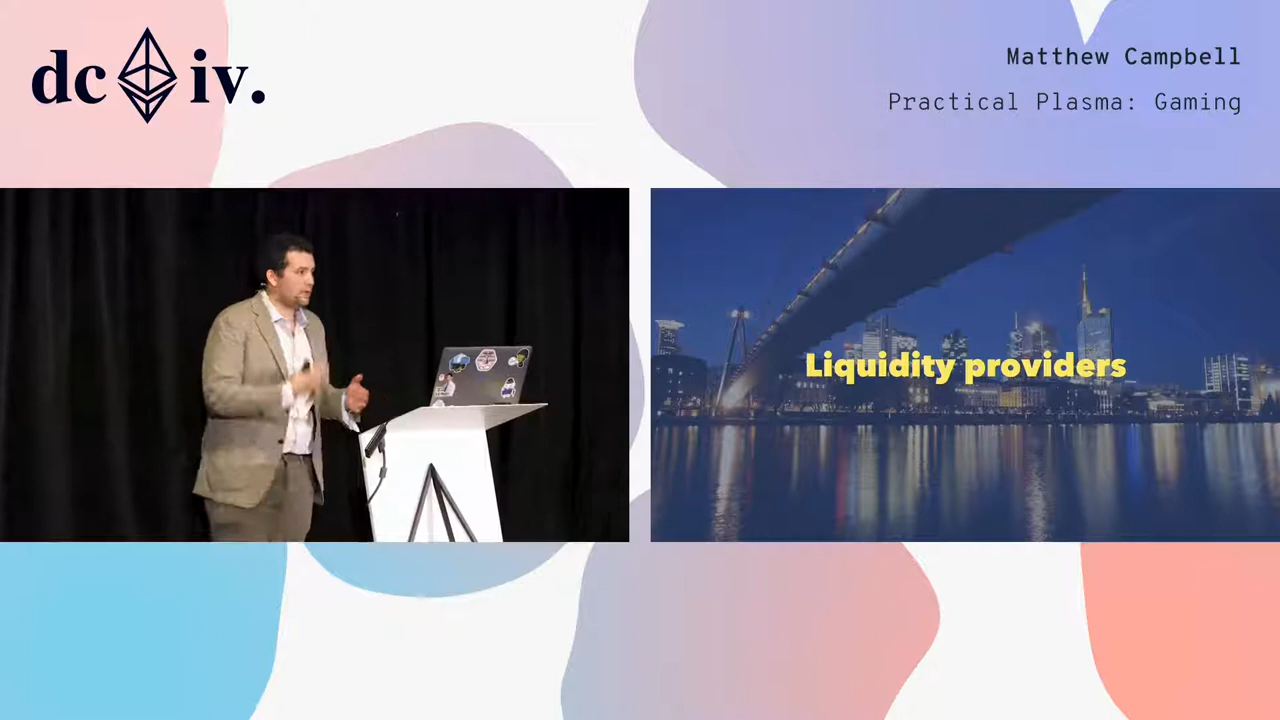 dc iv.
Matthew Campbell
Practical Plasma: Gaming
Liquidity providers